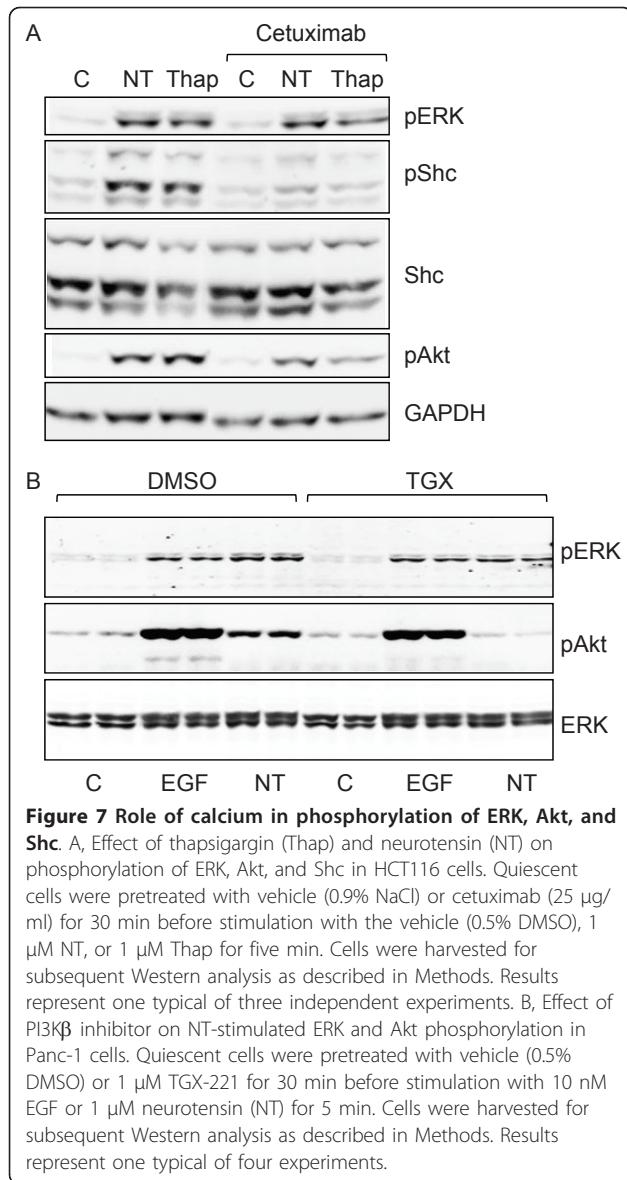 A
Cetuximab
C NT Thap C NT Thap
pERK
pShc
Shc
pAkt
GAPDH
B
DMSO TGX
pERK
pAkt
ERK
C EGF NT C EGF NT
Figure 7 Role of calcium in phosphorylation of ERK, Akt, and
Shc. A, Effect of thapsigargin (Thap) and neurotensin (NT) on
phosphorylation of ERK, Akt, and Shc in HCT116 cells. Quiescent
cells were pretreated with vehicle (0.9% NaCl) or cetuximab (25 μg/
ml) for 30 min before stimulation with the vehicle (0.5% DMSO), 1
μM NT, or 1 μM Thap for five min. Cells were harvested for
subsequent Western analysis as described in Methods. Results
represent one typical of three independent experiments. B, Effect of
PI3Kβ inhibitor on NT-stimulated ERK and Akt phosphorylation in
Panc-1 cells. Quiescent cells were pretreated with vehicle (0.5%
DMSO) or 1 μM TGX-221 for 30 min before stimulation with 10 nM
EGF or 1 μM neurotensin (NT) for 5 min. Cells were harvested for
subsequent Western analysis as described in Methods. Results
represent one typical of four experiments.